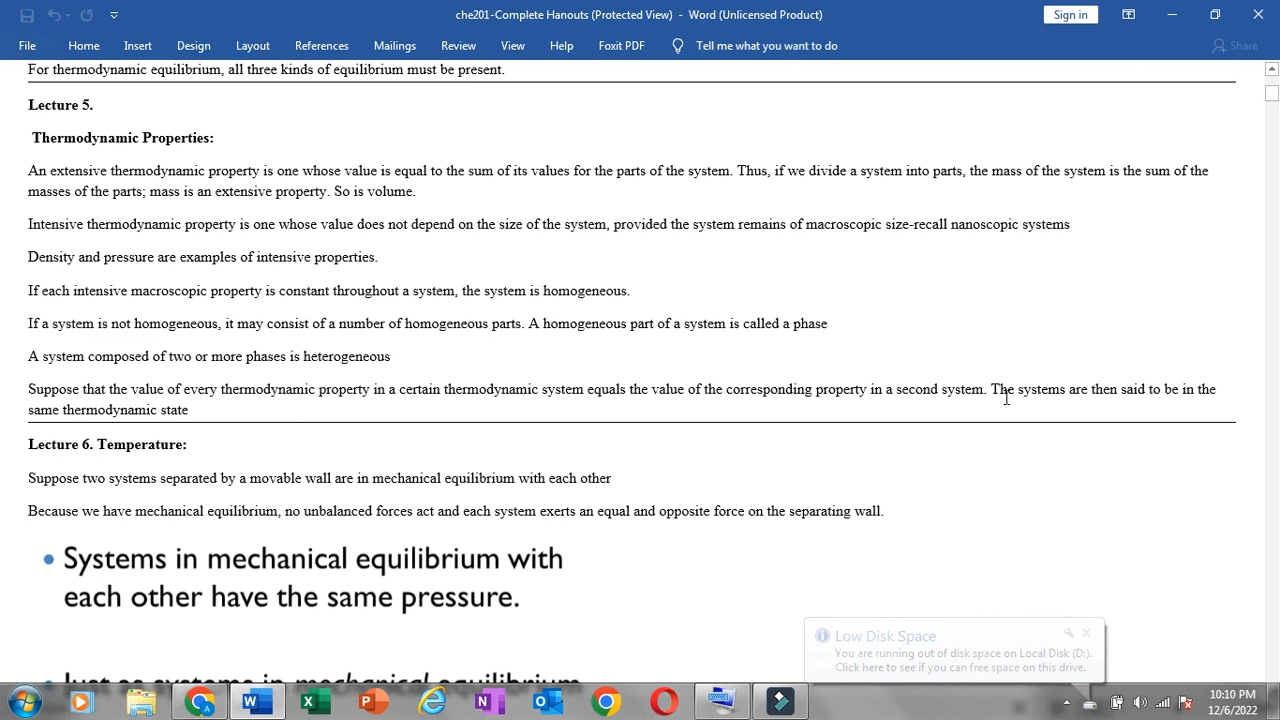 che201-Complete Hanouts (Protected View) - Word (Unlicensed Product)
Sign in
File Home Insert Design Layout References Mailings Review View Help Foxit PDF Tell me what you want to do Share
For thermodynamic equilibrium, all three kinds of equilibrium must be present.
Lecture 5.
Thermodynamic Properties:
An extensive thermodynamic property is one whose value is equal to the sum of its values for the parts of the system. Thus, if we divide a system into parts, the mass of the system is the sum of the
masses of the parts; mass is an extensive property. So is volume.
Intensive thermodynamic property is one whose value does not depend on the size of the system, provided the system remains of macroscopic size-recall nanoscopic systems
Density and pressure are examples of intensive properties.
If each intensive macroscopic property is constant throughout a system, the system is homogeneous.
If a system is not homogeneous, it may consist of a number of homogeneous parts. A homogeneous part of a system is called a phase
A system composed of two or more phases is heterogeneous
Suppose that the value of every thermodynamic property in a certain thermodynamic system equals the value of the corresponding property in a second system. The systems are then said to be in the
same thermodynamic state
Lecture 6. Temperature:
Suppose two systems separated by a movable wall are in mechanical equilibrium with each other
Because we have mechanical equilibrium, no unbalanced forces act and each system exerts an equal and opposite force on the separating wall.
• Systems in mechanical equilibrium with
each other have the same pressure.
• Just as systems in mechanical equilibrium
Low Disk Space
You are running out of disk space on Local Disk (D:).
Click here to see if you can free space on this drive.
10:10 PM
12/6/2022